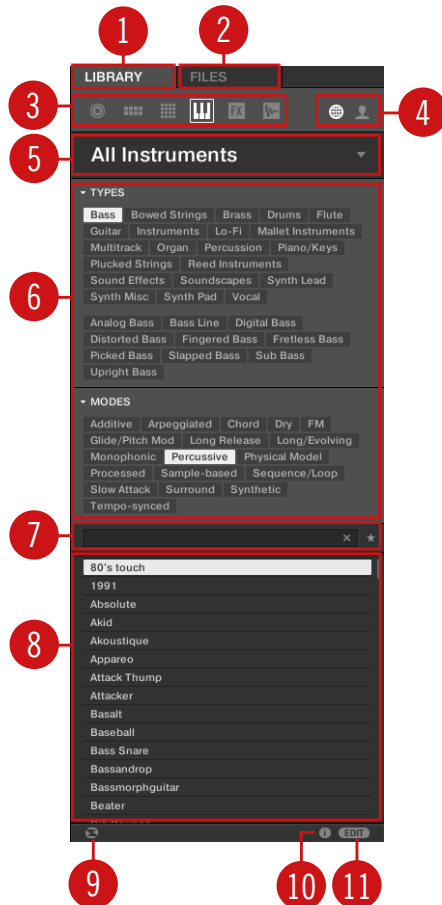 1
2
LIBRARY FILES
3
FX
4
5
All Instruments
TYPES
Bass Bowed Strings Brass Drums Flute
Guitar Instruments Lo-Fi Mallet Instruments
Multitrack Organ Percussion Piano/Keys
Plucked Strings Reed Instruments
6
Sound Effects Soundscapes Synth Lead
Synth Misc Synth Pad Vocal
Analog Bass Bass Line Digital Bass
Distorted Bass Fingered Bass Fretless Bass
Picked Bass Slapped Bass Sub Bass
Upright Bass
MODES
Additive Arpeggiated Chord Dry FM
Glide/Pitch Mod Long Release Long/Evolving
Monophonic Percussive Physical Model
Processed Sample-based Sequence/Loop
Slow Attack Surround Synthetic
Tempo-synced
7
80's touch
1991
Absolute
Akid
8
Akoustique
Appareo
Attack Thump
Attacker
Basalt
Baseball
Bass Snare
Bassandrop
Bassmorphguitar
Beater
i EDIT
9
10
11